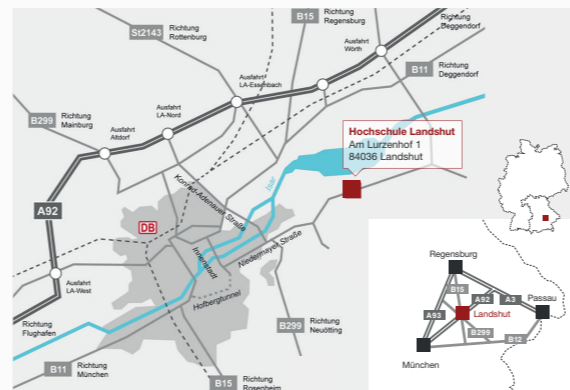 St2143
Richtung
Rottenburg
B15
Richtung
Regensburg
Richtung
Deggendorf
Ausfahrt
Wörth
Ausfahrt
LA-Essenbach
B11
Richtung
Deggendorf
B299
Richtung
Mainburg
Ausfahrt
LA-Nord
Ausfahrt
Altdorf
Hochschule Landshut
Am Lurzenhof 1
84036 Landshut
Isar
Konrad-Adenauer Straße
A92
DB
Niedermayer Straße
Innenstadt
Ausfahrt
LA-West
Hofbergtunnel
Richtung
Flughafen
B299
Richtung
Neuötting
B11
Richtung
München
B15
Richtung
Rosenheim
Regensburg
B15
A92
A3
Passau
A93
Landshut
B299
B12
München